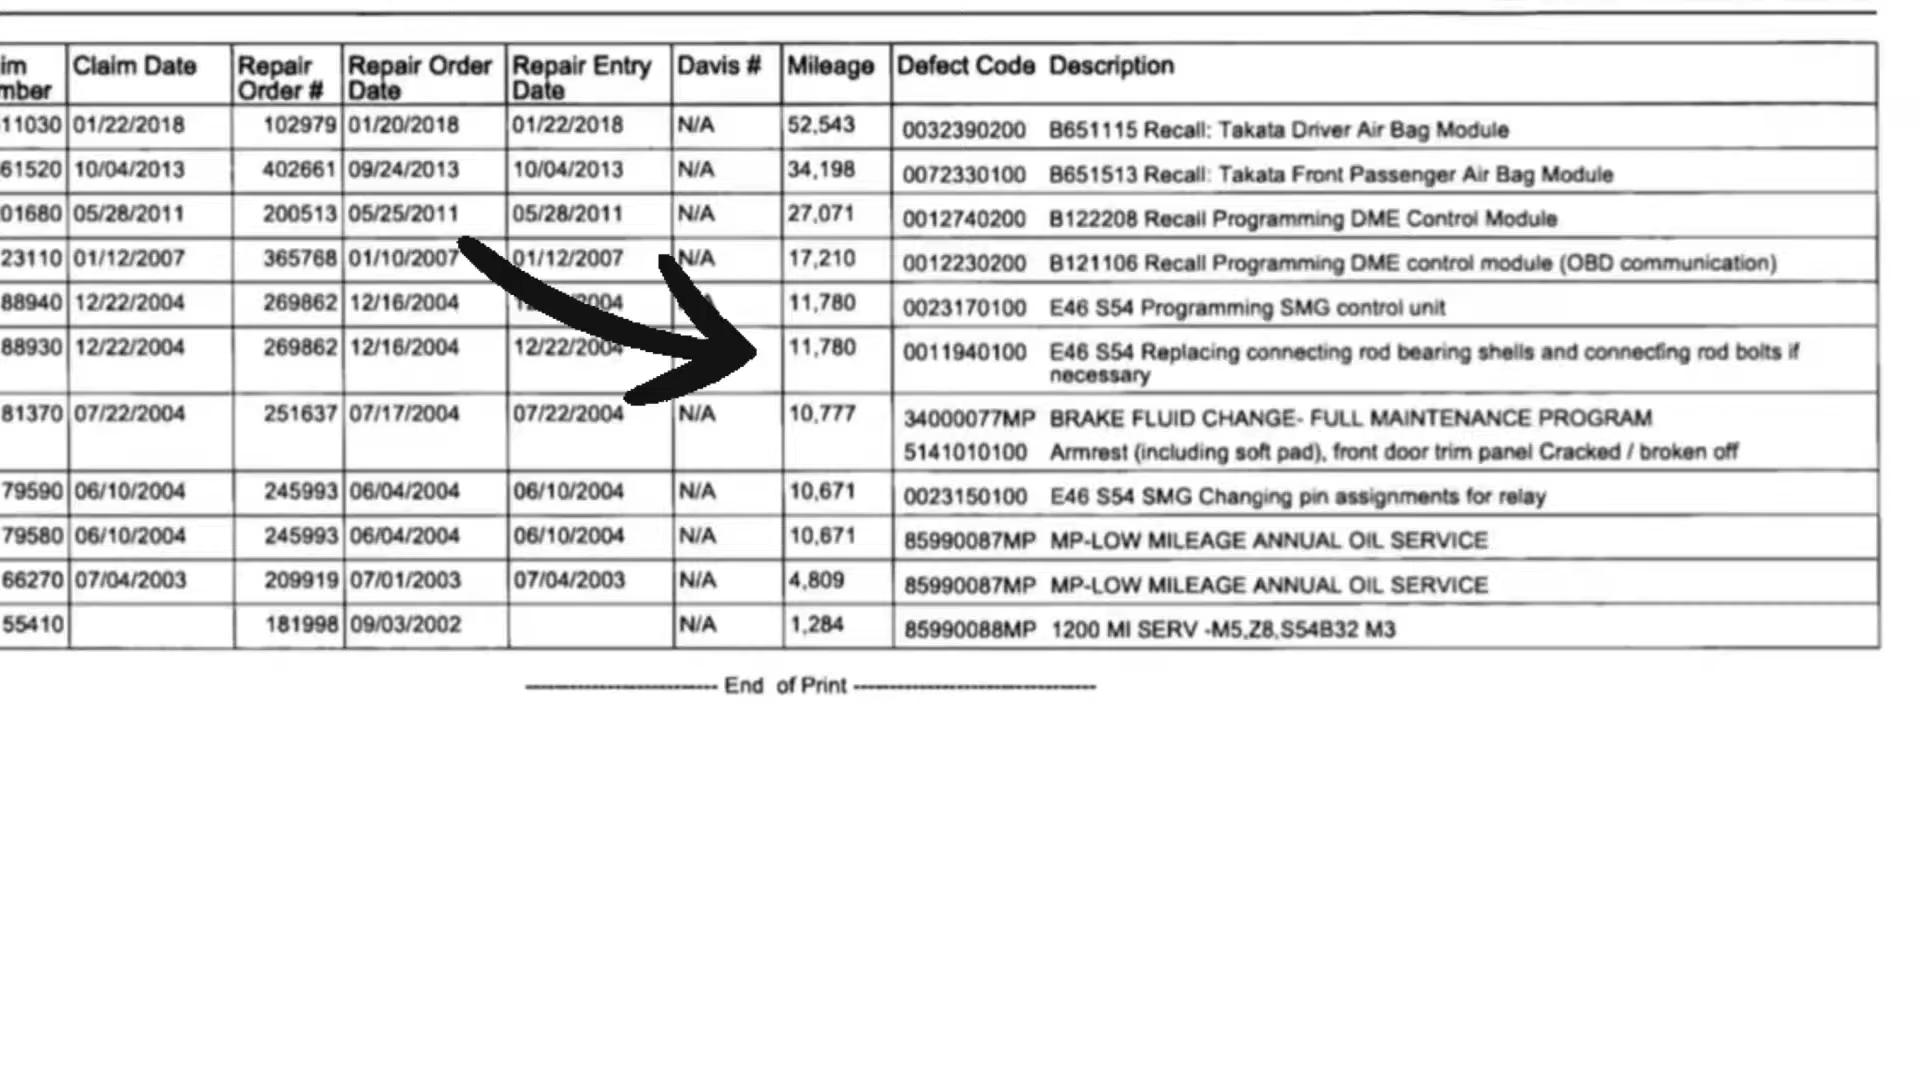 im Claim Date Repair Repair Order Repair Entry Davis # Mileage Defect Code Description
mber Order # Date Date
11030 01/22/2018 102979 01/20/2018 01/22/2018 N/A 52,543 0032390200 B651115 Recall: Takata Driver Air Bag Module
61520 10/04/2013 402661 09/24/2013 10/04/2013 N/A 34,198 0072330100 B651513 Recall: Takata Front Passenger Air Bag Module
01680 05/28/2011 200513 05/25/2011 05/28/2011 N/A 27,071 0012740200 B122208 Recall Programming DME Control Module
23110 01/12/2007 365768 01/10/2007 01/12/2007 N/A 17,210 0012230200 B121106 Recall Programming DME control module (OBD communication)
88940 12/22/2004 269862 12/16/2004 2004 11,780 0023170100 E46 S54 Programming SMG control unit
88930 12/22/2004 269862 12/16/2004 12/22/2004 11,780 0011940100 E46 S54 Replacing connecting rod bearing shells and connecting rod bolts if
necessary
81370 07/22/2004 251637 07/17/2004 07/22/2004 N/A 10,777 34000077MP BRAKE FLUID CHANGE- FULL MAINTENANCE PROGRAM
5141010100 Armrest (including soft pad), front door trim panel Cracked / broken off
79590 06/10/2004 245993 06/04/2004 06/10/2004 N/A 10,671 0023150100 E46 S54 SMG Changing pin assignments for relay
79580 06/10/2004 245993 06/04/2004 06/10/2004 N/A 10,671 85990087MP MP-LOW MILEAGE ANNUAL OIL SERVICE
66270 07/04/2003 209919 07/01/2003 07/04/2003 N/A 4,809 85990087MP MP-LOW MILEAGE ANNUAL OIL SERVICE
55410 181998 09/03/2002 N/A 1,284 85990088MP 1200 MI SERV -M5,Z8,S54B32 M3
End of Print